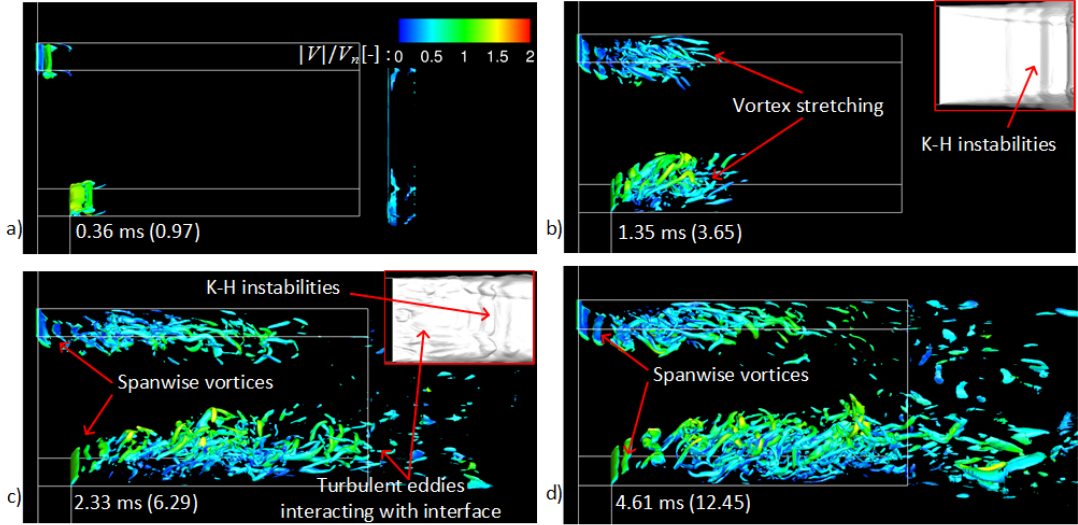 |V|/Vₙ[-] :
0 0.5 1 1.5 2
a)
0.36 ms (0.97)
Vortex stretching
K-H instabilities
b)
1.35 ms (3.65)
K-H instabilities
Spanwise vortices
c)
2.33 ms (6.29)
Turbulent eddies
interacting with interface
Spanwise vortices
d)
4.61 ms (12.45)